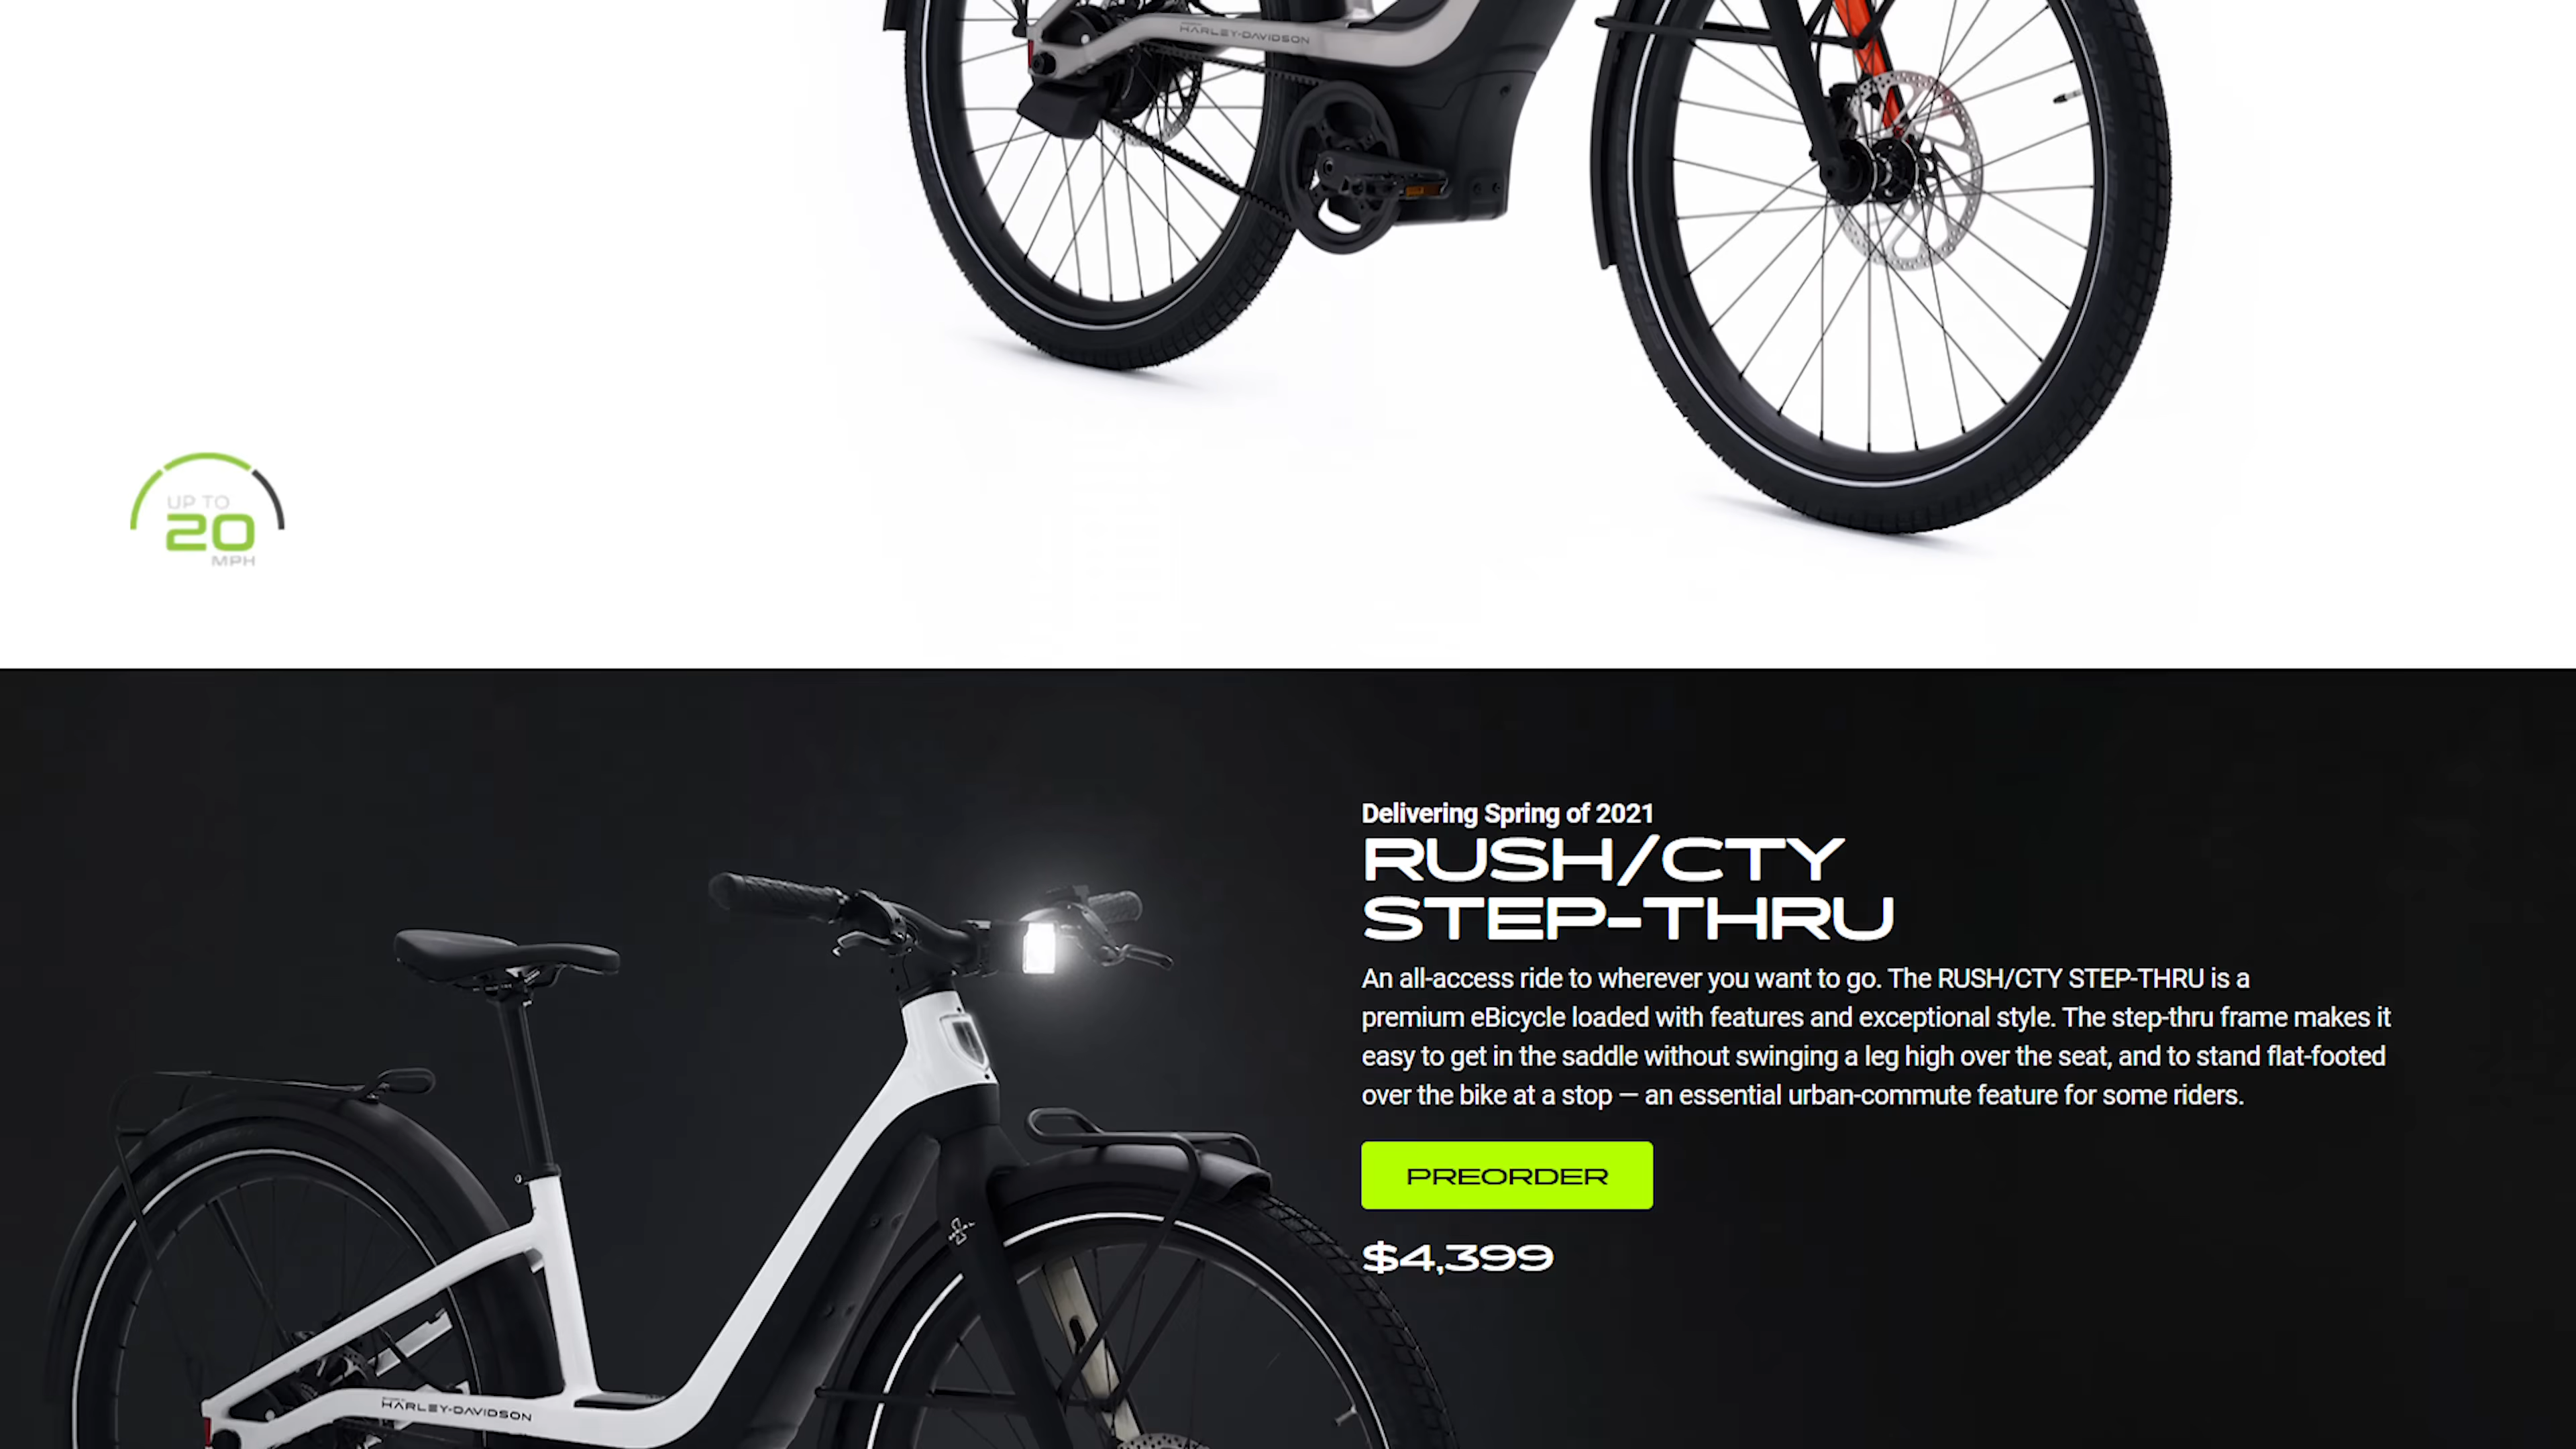 HARLEY-DAVIDSON
UP TO
20
MPH
Delivering Spring of 2021
RUSH/CTY
STEP-THRU
An all-access ride to wherever you want to go. The RUSH/CTY STEP-THRU is a
premium eBicycle loaded with features and exceptional style. The step-thru frame makes it
easy to get in the saddle without swinging a leg high over the seat, and to stand flat-footed
over the bike at a stop — an essential urban-commute feature for some riders.
PREORDER
$4,399
HARLEY-DAVIDSON